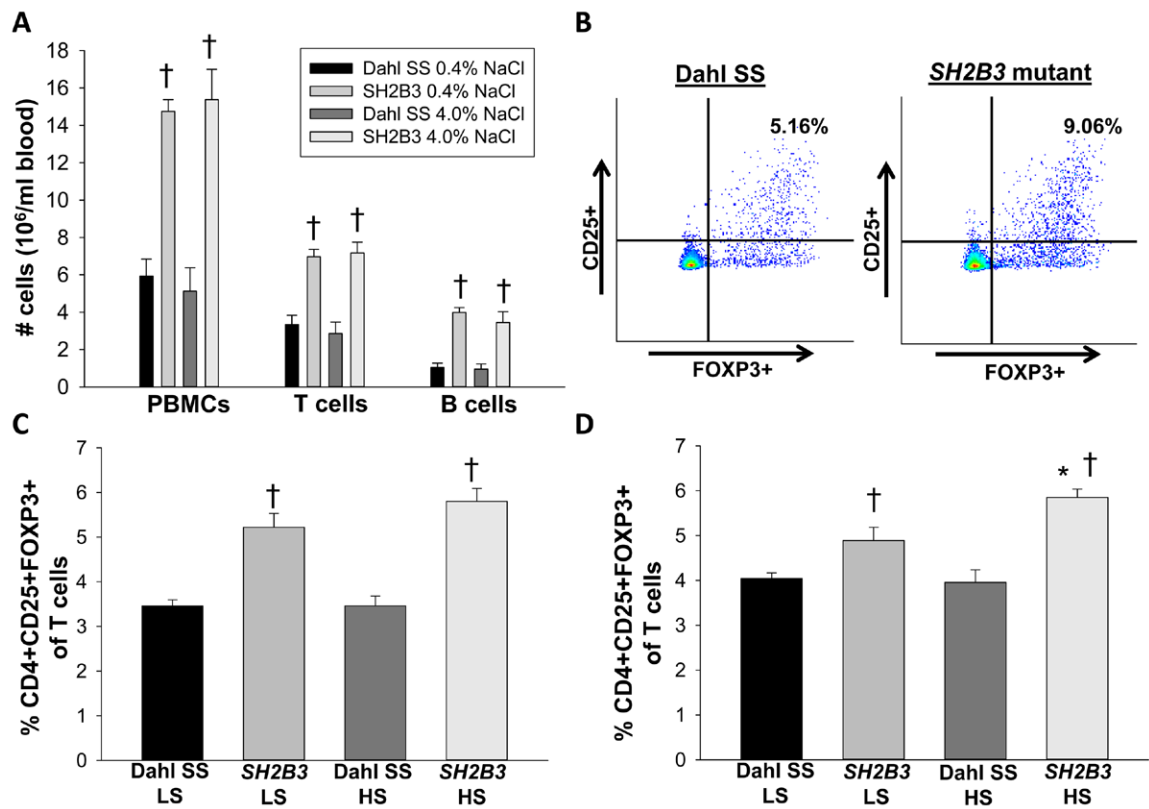 A
# cells (10⁶/ml blood)
18
16
14
12
10
8
6
4
2
0
† † † † † †
Dahl SS 0.4% NaCl
SH2B3 0.4% NaCl
Dahl SS 4.0% NaCl
SH2B3 4.0% NaCl
PBMCs T cells B cells
B
Dahl SS
5.16%
CD25+
FOXP3+
SH2B3 mutant
9.06%
CD25+
FOXP3+
C
% CD4+CD25+FOXP3+
of T cells
7
6
5
4
3
2
1
0
† †
Dahl SS SH2B3 Dahl SS SH2B3
LS LS HS HS
D
% CD4+CD25+FOXP3+
of T cells
7
6
5
4
3
2
1
0
† * †
Dahl SS SH2B3 Dahl SS SH2B3
LS LS HS HS